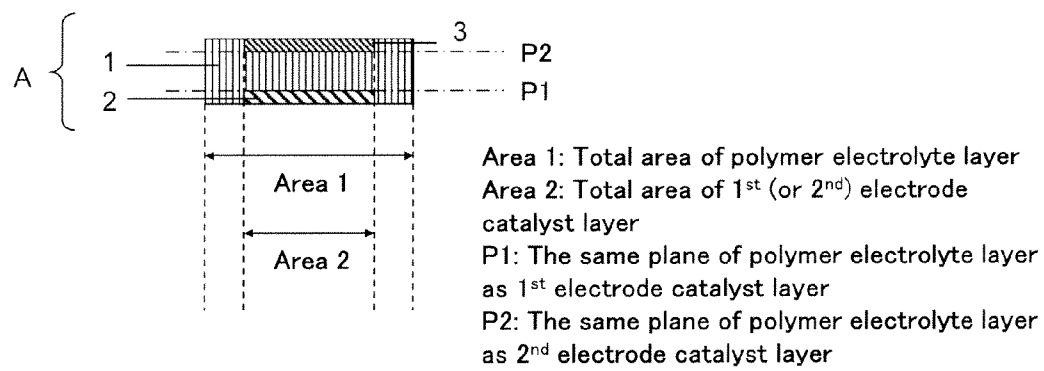 3
1
P2
A
2
P1
Area 1
Area 2
Area 1: Total area of polymer electrolyte layer
Area 2: Total area of 1st (or 2nd) electrode
catalyst layer
P1: The same plane of polymer electrolyte layer
as 1st electrode catalyst layer
P2: The same plane of polymer electrolyte layer
as 2nd electrode catalyst layer